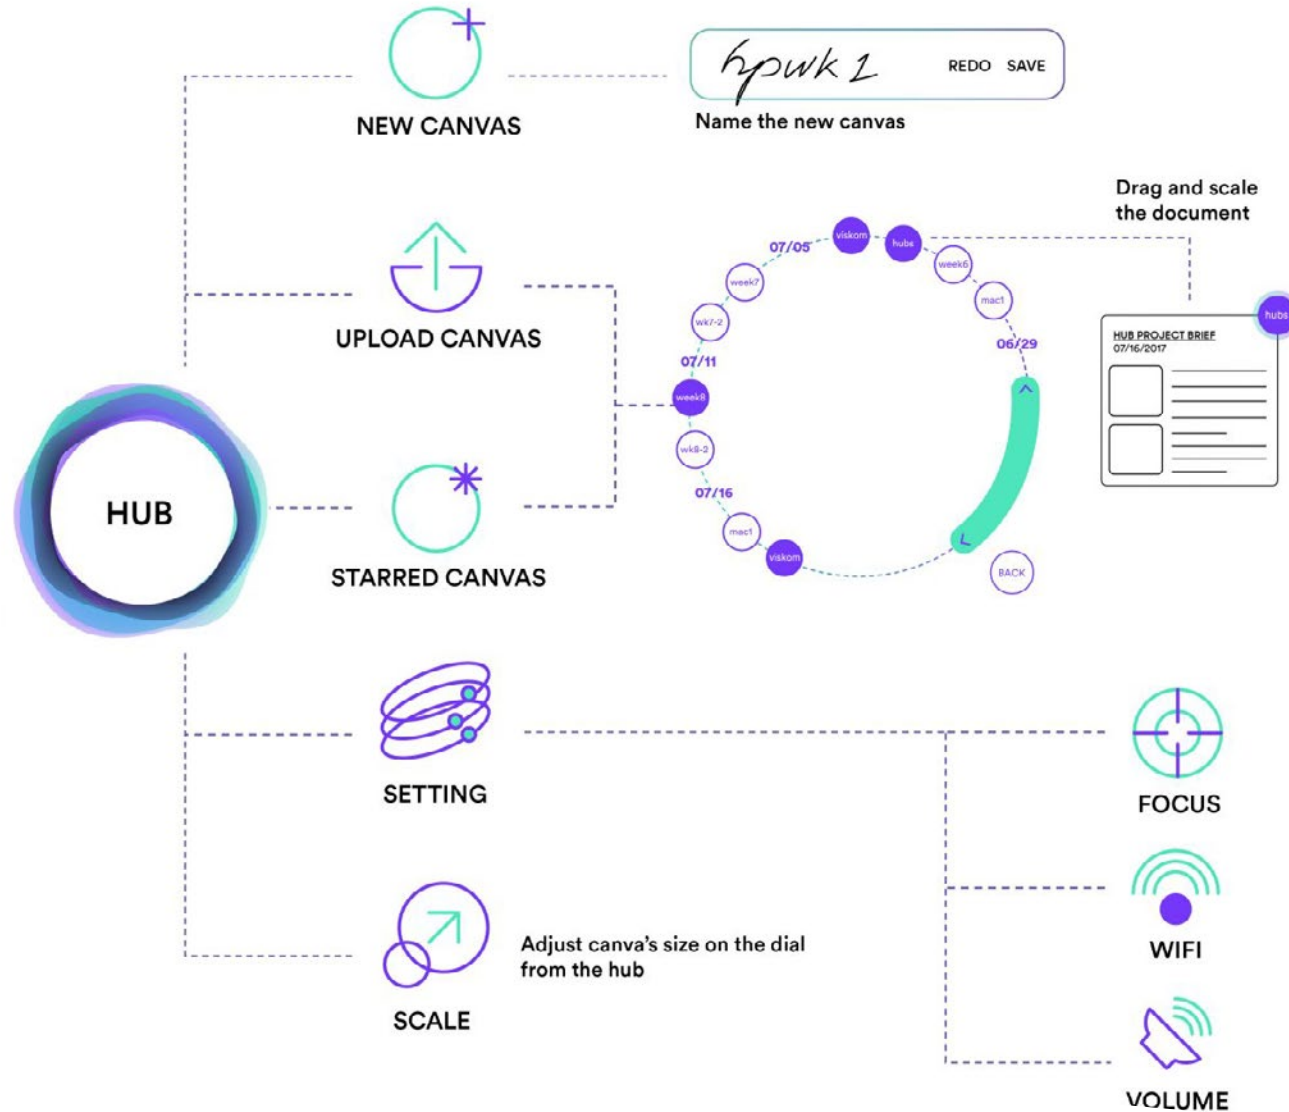 NEW CANVAS
hpwk 1
REDO SAVE
Name the new canvas
UPLOAD CANVAS
Drag and scale
the document
viskom
hubs
07/05
week6
week7
mac1
wk7-2
06/29
07/11
week8
wk8-2
07/16
mac1
viskom
BACK
hubs
HUB PROJECT BRIEF
07/16/2017
HUB
STARRED CANVAS
SETTING
FOCUS
WIFI
Adjust canva's size on the dial
from the hub
SCALE
VOLUME